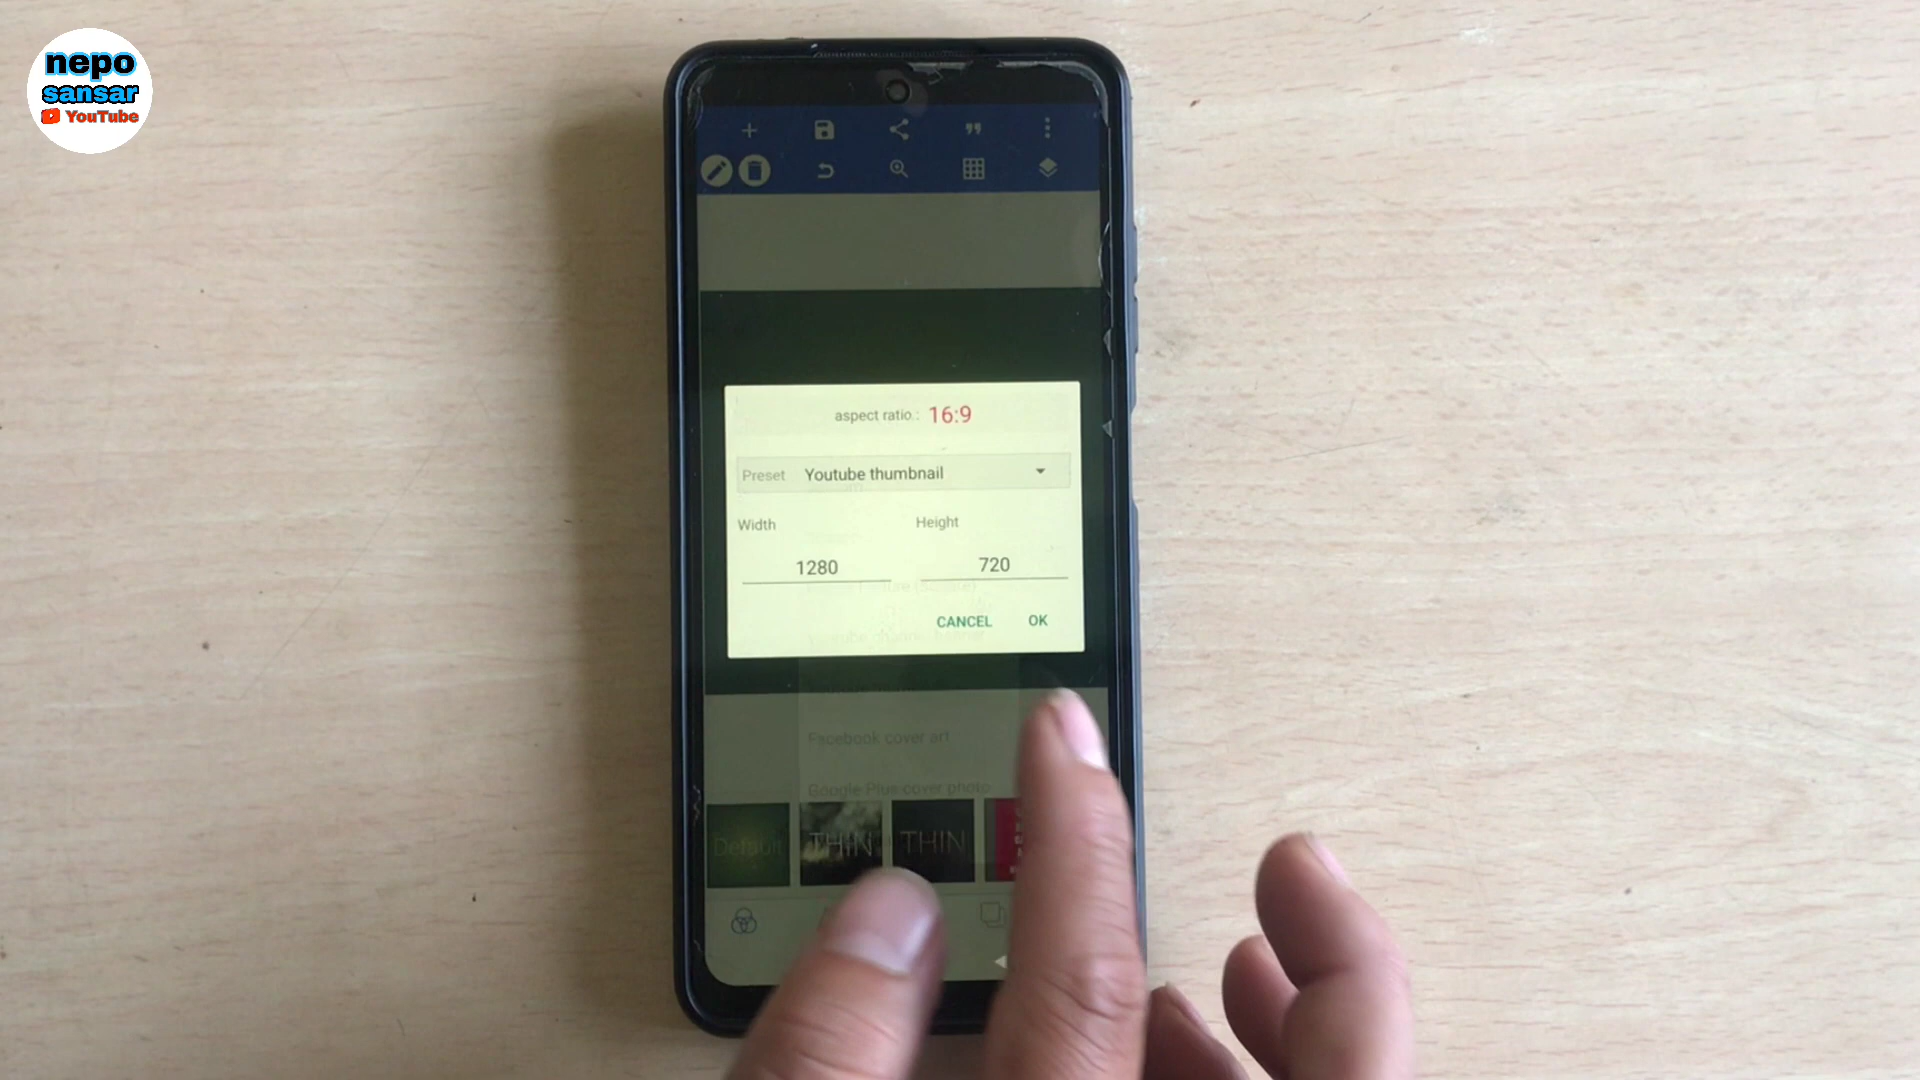 nepo
sansar
YouTube
aspect ratio.: 16:9
Preset Youtube thumbnail
Width Height
1280 720
CANCEL OK
Facebook cover art
Google Plus cover photo
Default THIN THIN